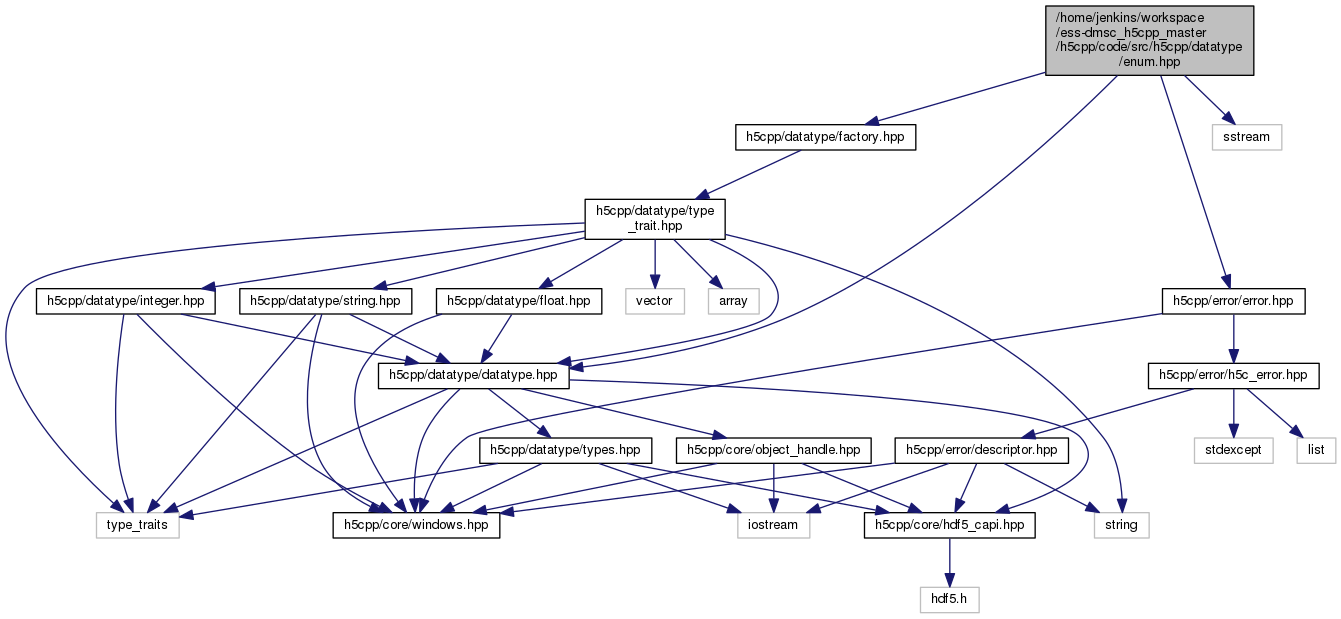 /home/jenkins/workspace
/ess-dmsc_h5cpp_master
/h5cpp/code/src/h5cpp/datatype
/enum.hpp
h5cpp/datatype/factory.hpp
sstream
h5cpp/datatype/type
_trait.hpp
h5cpp/datatype/integer.hpp
h5cpp/datatype/string.hpp
h5cpp/datatype/float.hpp
vector
array
h5cpp/error/error.hpp
h5cpp/datatype/datatype.hpp
h5cpp/error/h5c_error.hpp
h5cpp/datatype/types.hpp
h5cpp/core/object_handle.hpp
h5cpp/error/descriptor.hpp
stdexcept
list
type_traits
h5cpp/core/windows.hpp
iostream
h5cpp/core/hdf5_capi.hpp
string
hdf5.h